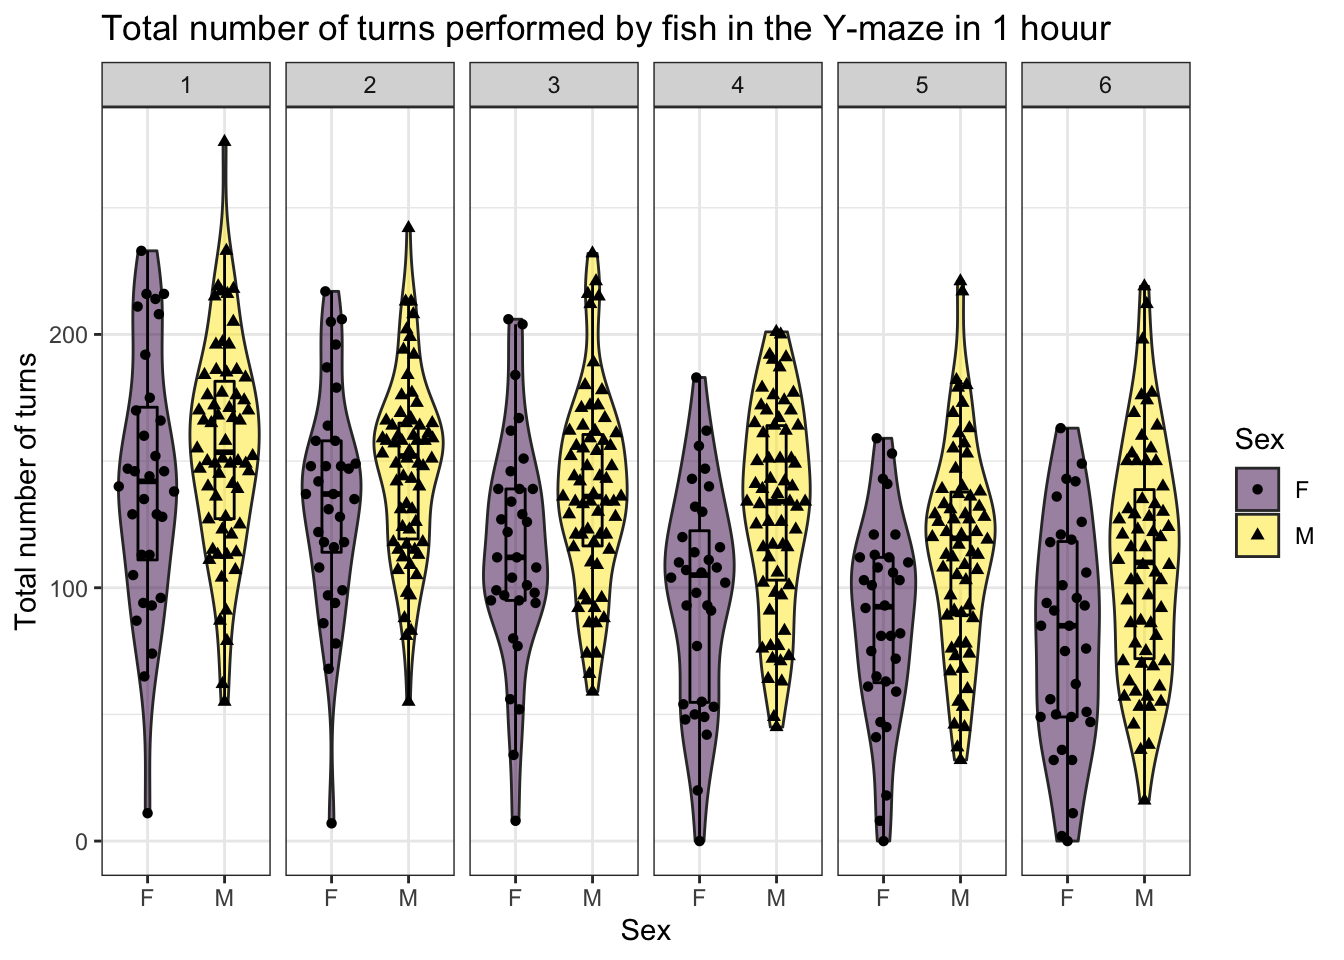 Total number of turns performed by fish in the Y-maze in 1 houur
1 2 3 4 5 6
Total number of turns
200
100
0
F M F M F M F M F M F M
Sex
Sex
F
M